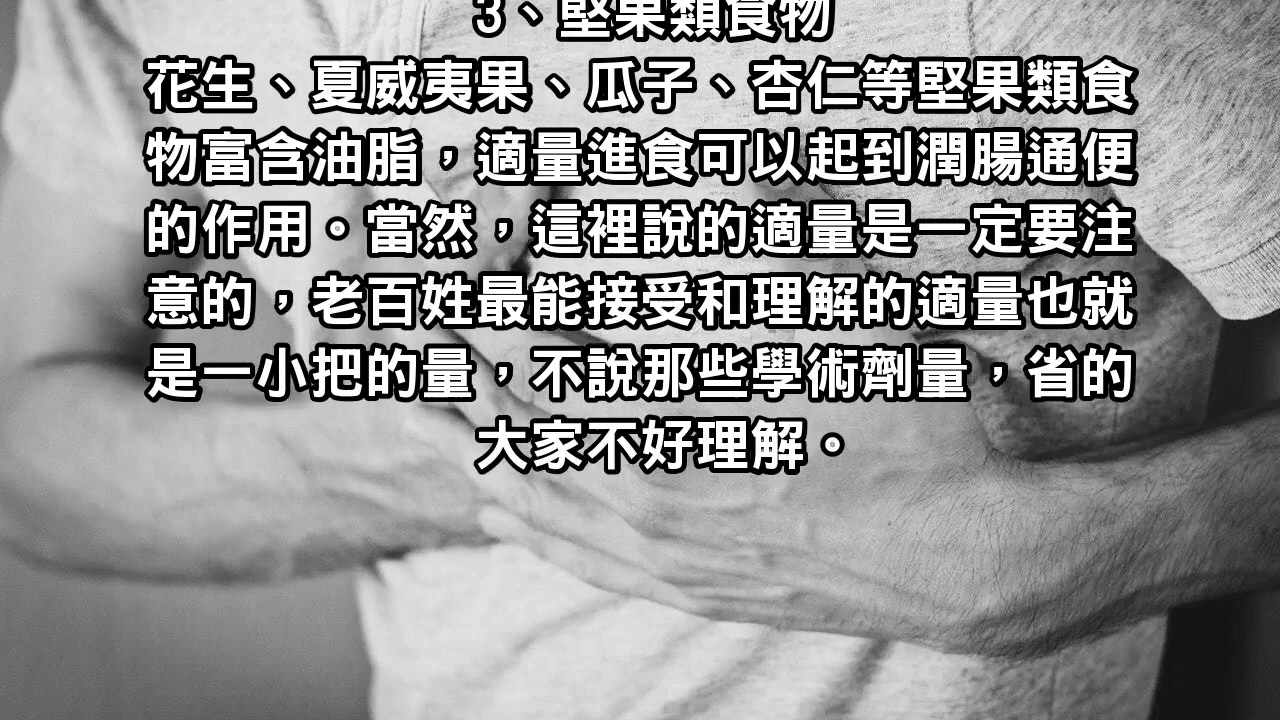 3、堅果類食物
花生、夏威夷果、瓜子、杏仁等堅果類食
物富含油脂，適量進食可以起到潤腸通便
的作用。當然，這裡說的適量是一定要注
意的，老百姓最能接受和理解的適量也就
是一小把的量，不說那些學術劑量，省的
大家不好理解。